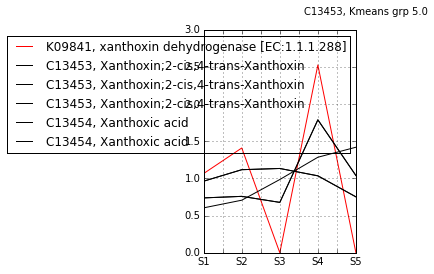 C13453, Kmeans grp 5.0
3.0
K09841, xanthoxin dehydrogenase [EC:1.1.1.288]
C13453, Xanthoxin;2-cis,4-trans-Xanthoxin
2.5
C13453, Xanthoxin;2-cis,4-trans-Xanthoxin
C13453, Xanthoxin;2-cis,4-trans-Xanthoxin
2.0
C13454, Xanthoxic acid
C13454, Xanthoxic acid
1.5
1.0
0.5
0.0
S1 S2 S3 S4 S5